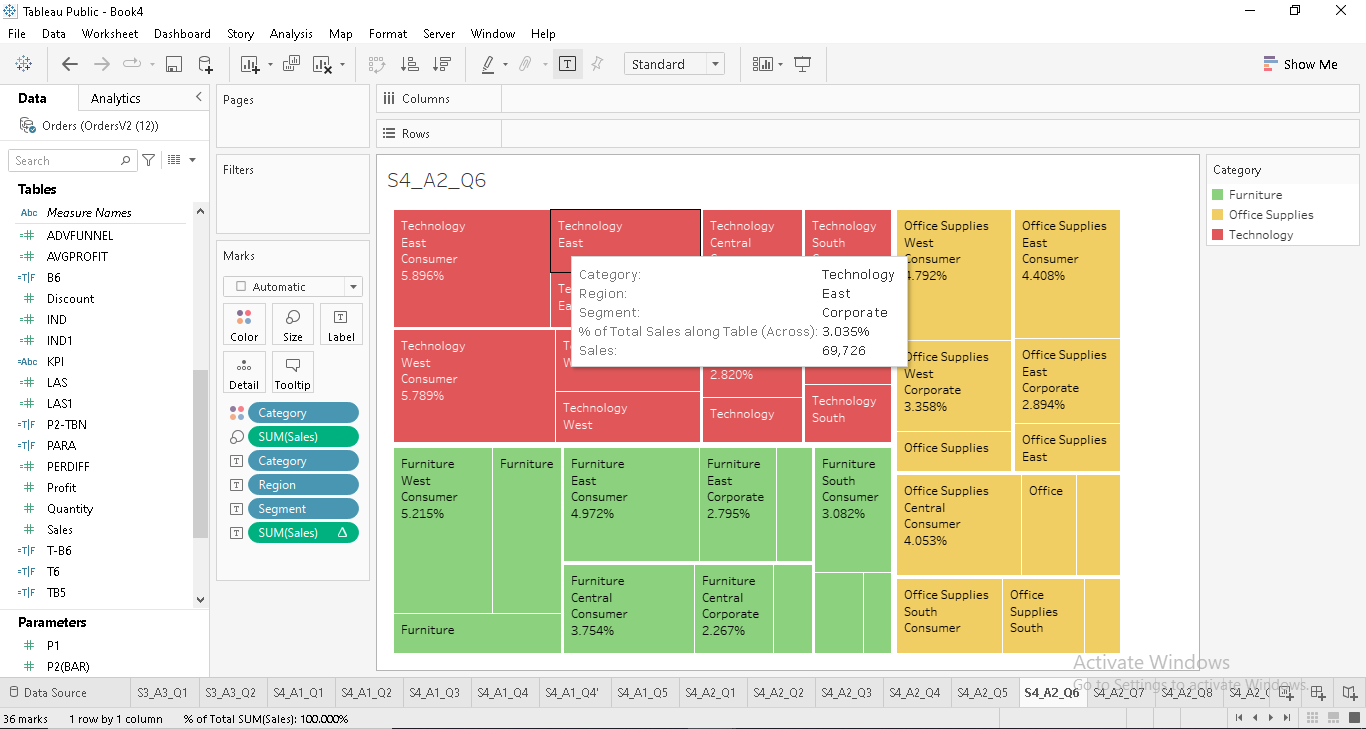 Tableau Public - Book4
File Data Worksheet Dashboard Story Analysis Map Format Server Window Help
Standard
Show Me
Data Analytics
Orders (OrdersV2 (12))
Search
Tables
Abc Measure Names
ADVFUNNEL
AVGPROFIT
=T|F B6
Discount
IND
IND1
=Abc KPI
LAS
LAS1
=T|F P2-TBN
=T|F PARA
PERDIFF
Profit
Quantity
Sales
=T|F T-B6
=T|F T6
=T|F TB5
Parameters
P1
P2(BAR)
Pages
Filters
Marks
Automatic
Color Size Label
Detail Tooltip
Category
SUM(Sales)
Category
Region
Segment
SUM(Sales) Δ
Columns
Rows
S4_A2_Q6
Technology
East
Consumer
5.896%
Technology
East
Technology
Central
Technology
South
Category: Technology
Region: East
Segment: Corporate
% of Total Sales along Table (Across): 3.035%
Sales: 69,726
Technology
West
Consumer
5.789%
Technology
West
2.820%
Technology
Technology
South
Furniture
West
Consumer
5.215%
Furniture
Furniture
Furniture
East
Consumer
4.972%
Furniture
East
Corporate
2.795%
Furniture
South
Consumer
3.082%
Furniture
Central
Consumer
3.754%
Furniture
Central
Corporate
2.267%
Office Supplies
West
Consumer
4.792%
Office Supplies
East
Consumer
4.408%
Office Supplies
West
Corporate
3.358%
Office Supplies
East
Corporate
2.894%
Office Supplies
Office Supplies
East
Office Supplies
Central
Consumer
4.053%
Office
Office Supplies
South
Consumer
Office
Supplies
South
Category
Furniture
Office Supplies
Technology
Activate Windows
Go to Settings to activate Windows.
Data Source S3_A3_Q1 S3_A3_Q2 S4_A1_Q1 S4_A1_Q2 S4_A1_Q3 S4_A1_Q4 S4_A1_Q4' S4_A1_Q5 S4_A2_Q1 S4_A2_Q2 S4_A2_Q3 S4_A2_Q4 S4_A2_Q5 S4_A2_Q6 S4_A2_Q7 S4_A2_Q8 S4_A2_
36 marks 1 row by 1 column % of Total SUM(Sales): 100.000%